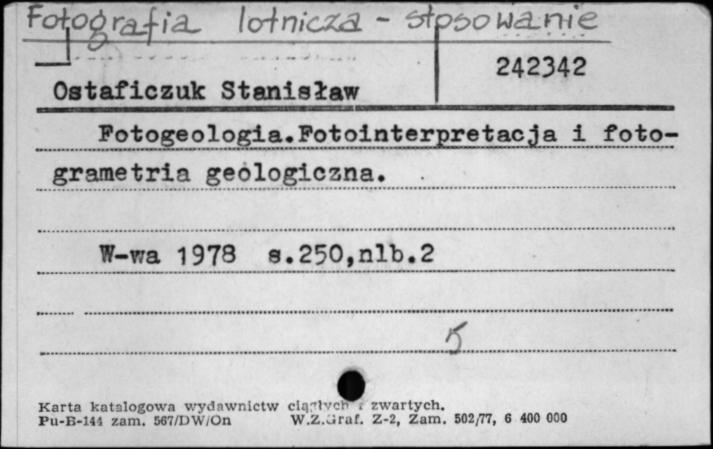 Fotografia lotnicza - stosowanie
242342
Ostaficzuk Stanisław
Fotogeologia.Fotointerpretacja i foto-
grametria geologiczna.
W-wa 1978 s.250,nlb.2
5
Karta katalogowa wydawnictw ciągłych i zwartych.
Pu-B-144 zam. 567/DW/On W.Z.Graf. Z-2, Zam. 502/77, 6 400 000